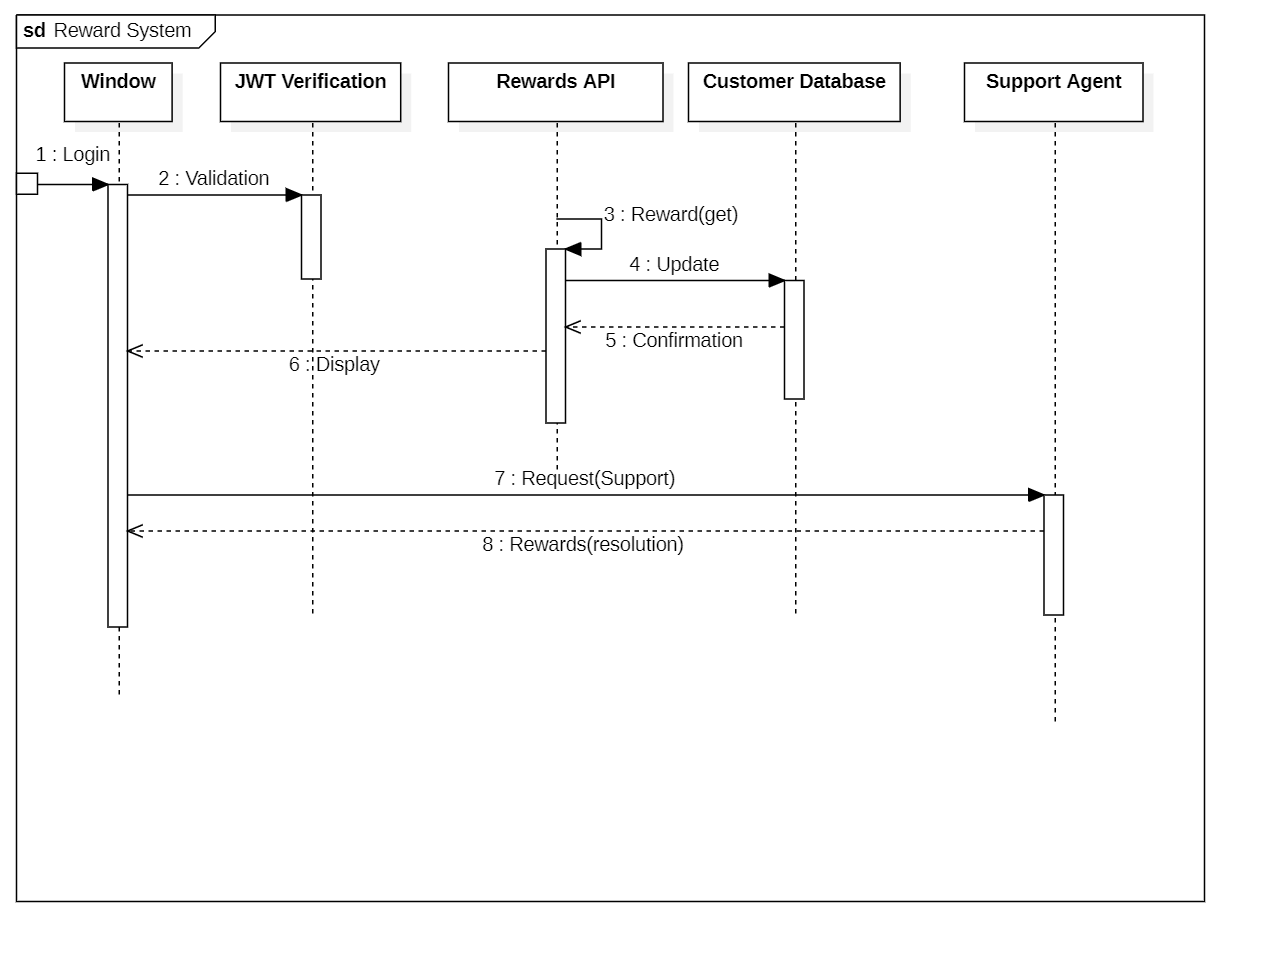 sd Reward System
Window
JWT Verification
Rewards API
Customer Database
Support Agent
1 : Login
2 : Validation
3 : Reward(get)
4 : Update
5 : Confirmation
6 : Display
7 : Request(Support)
8 : Rewards(resolution)